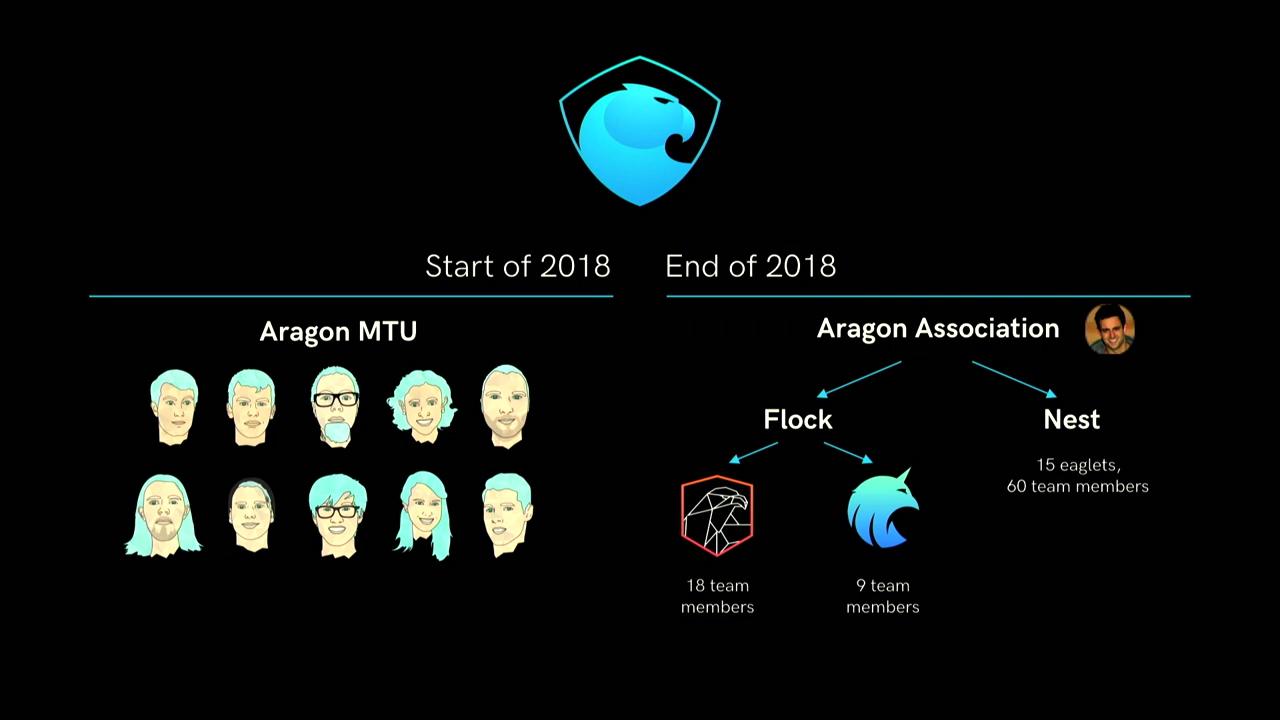 Start of 2018
End of 2018
Aragon MTU
Aragon Association
Flock
Nest
15 eaglets,
60 team members
18 team
members
9 team
members